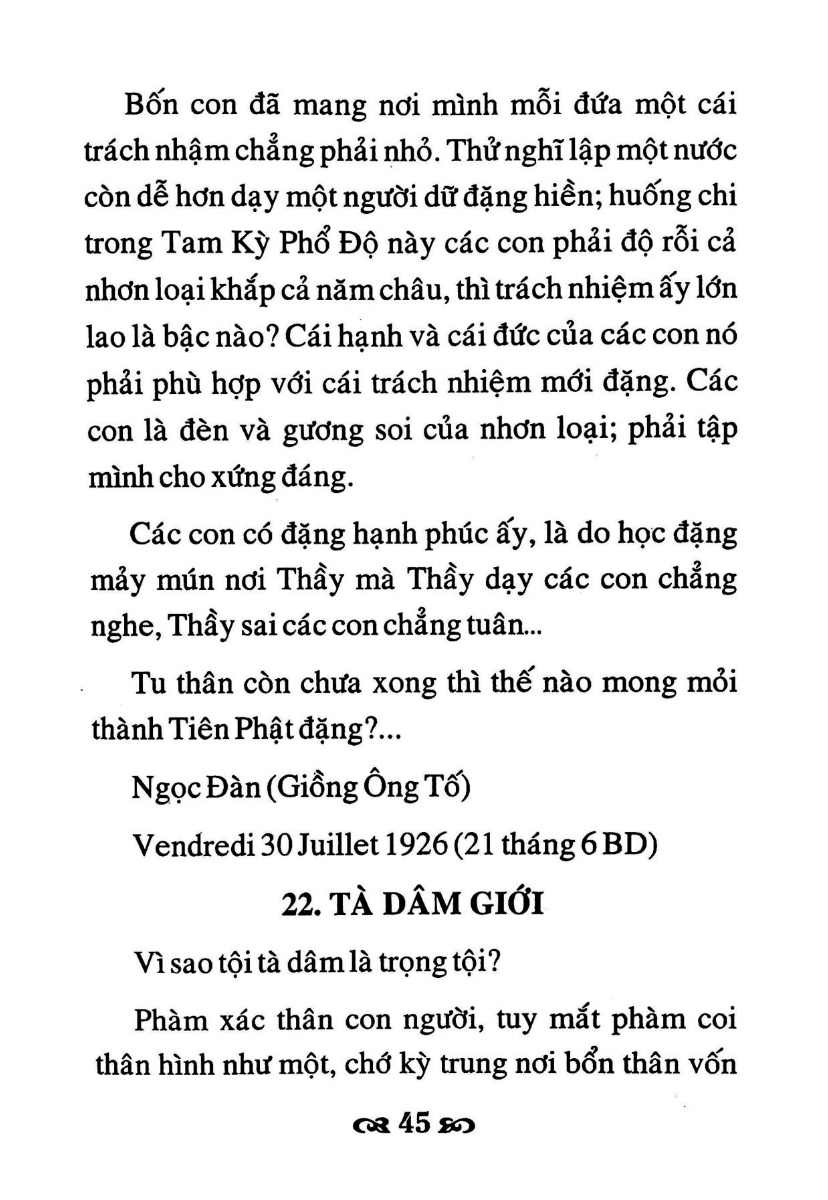 Bốn con đã mang nơi mình mỗi đứa một cái
trách nhậm chẳng phải nhỏ. Thử nghĩ lập một nước
còn dễ hơn dạy một người dữ đặng hiền; huống chi
trong Tam Kỳ Phổ Độ này các con phải độ rỗi cả
nhơn loại khắp cả năm châu, thì trách nhiệm ấy lớn
lao là bậc nào? Cái hạnh và cái đức của các con nó
phải phù hợp với cái trách nhiệm mới đặng. Các
con là đèn và gương soi của nhơn loại; phải tập
mình cho xứng đáng.
Các con có đặng hạnh phúc ấy, là do học đặng
mảy mún nơi Thầy mà Thầy dạy các con chẳng
nghe, Thầy sai các con chẳng tuân...
Tu thân còn chưa xong thì thế nào mong mỏi
thành Tiên Phật đặng?...
Ngọc Đàn (Giồng Ông Tố)
Vendredi 30 Juillet 1926 (21 tháng 6 BD)
22. TÀ DÂM GIỚI
Vì sao tội tà dâm là trọng tội?
Phàm xác thân con người, tuy mắt phàm coi
thân hình như một, chớ kỳ trung nơi bổn thân vốn
45